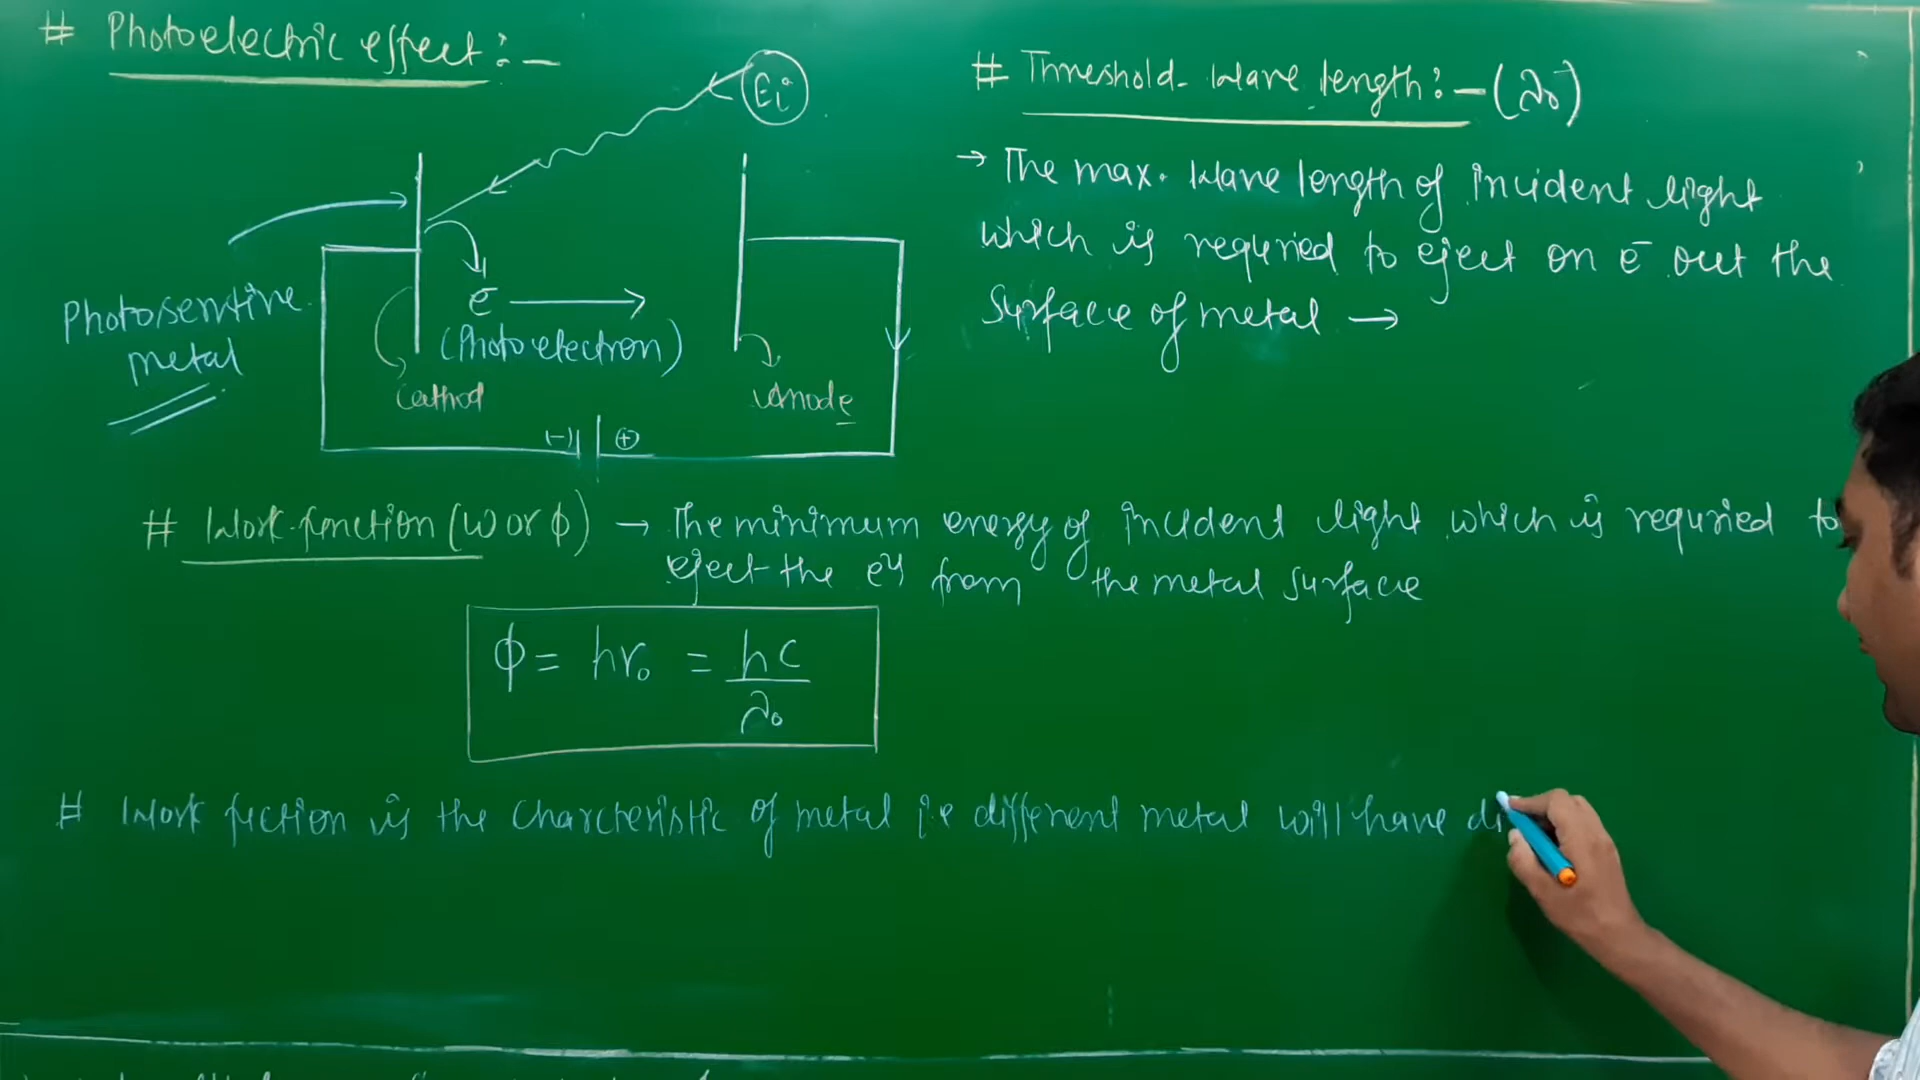 # Photoelectric effect :-
Ei
Photosensitive
metal
e-
(Photoelectron)
Cathod
Anode
(-) (+)
# Threshold wave length :- (λ₀)
→ The max. wave length of incident light
which is requried to eject on e- out the
surface of metal →
# Work-function (W or ϕ) → The minimum energy of incident light which is requried to
eject the e⁻ from the metal surface
ϕ = hν₀ = hc/λ₀
# Work fuction is the charcteristic of metal i.e different metal will have di